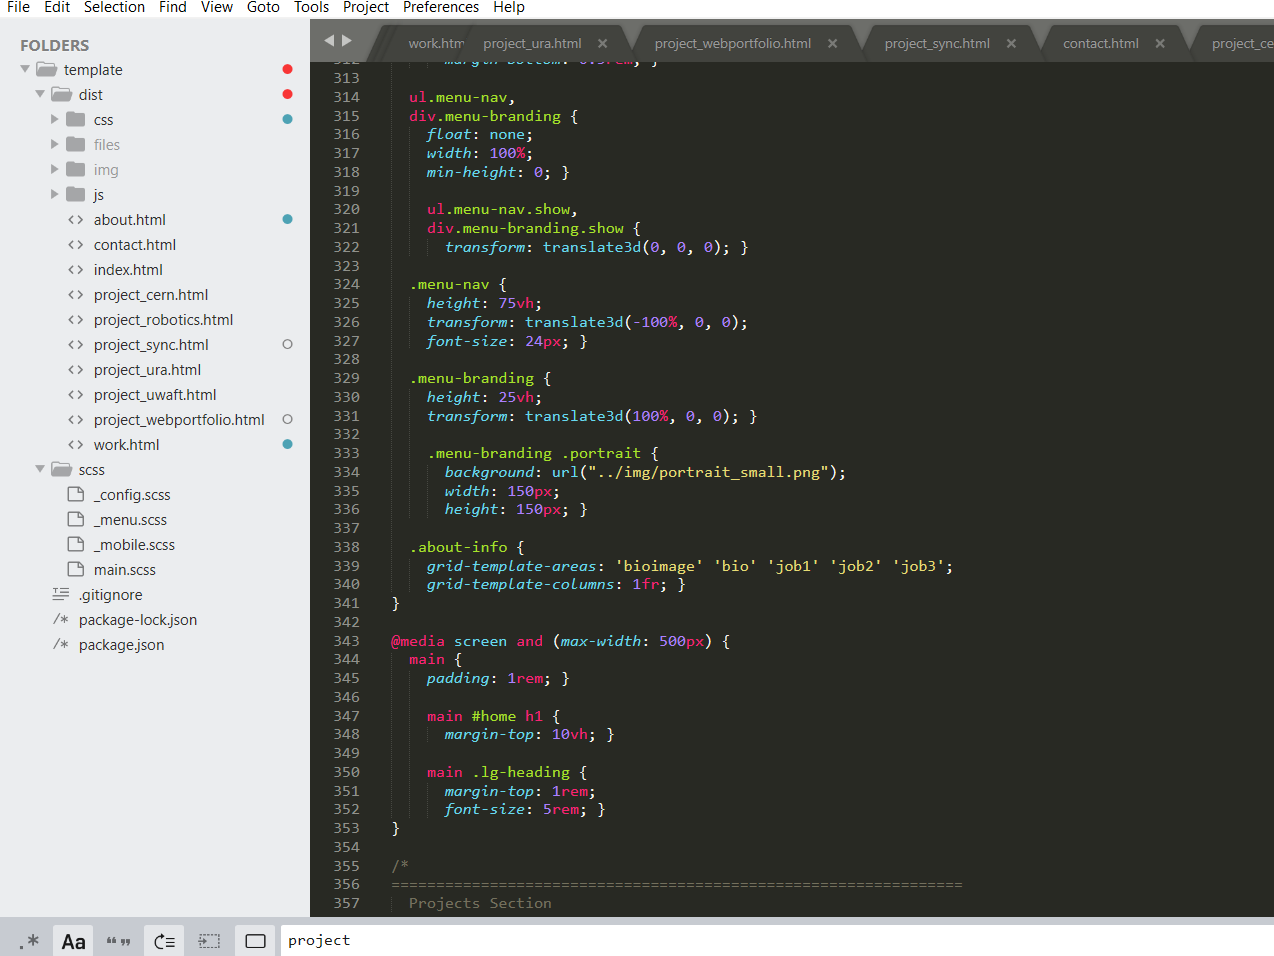 File Edit Selection Find View Goto Tools Project Preferences Help
FOLDERS
template
dist
css
files
img
js
about.html
contact.html
index.html
project_cern.html
project_robotics.html
project_sync.html
project_ura.html
project_uwaft.html
project_webportfolio.html
work.html
scss
_config.scss
_menu.scss
_mobile.scss
main.scss
.gitignore
/* package-lock.json
/* package.json
work.htm project_ura.html × project_webportfolio.html × project_sync.html × contact.html × project_ce
312 margin-bottom: 0.5rem; }
313
314 ul.menu-nav,
315 div.menu-branding {
316 float: none;
317 width: 100%;
318 min-height: 0; }
319
320 ul.menu-nav.show,
321 div.menu-branding.show {
322 transform: translate3d(0, 0, 0); }
323
324 .menu-nav {
325 height: 75vh;
326 transform: translate3d(-100%, 0, 0);
327 font-size: 24px; }
328
329 .menu-branding {
330 height: 25vh;
331 transform: translate3d(100%, 0, 0); }
332
333 .menu-branding .portrait {
334 background: url("../img/portrait_small.png");
335 width: 150px;
336 height: 150px; }
337
338 .about-info {
339 grid-template-areas: 'bioimage' 'bio' 'job1' 'job2' 'job3';
340 grid-template-columns: 1fr; }
341 }
342
343 @media screen and (max-width: 500px) {
344 main {
345 padding: 1rem; }
346
347 main #home h1 {
348 margin-top: 10vh; }
349
350 main .lg-heading {
351 margin-top: 1rem;
352 font-size: 5rem; }
353 }
354
355 /*
356 ================================================================
357 Projects Section
.* Aa "" project